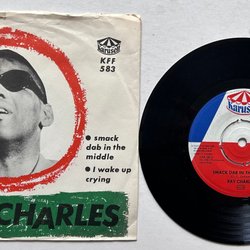 Karusell
KFF
583
• smack
dab in the
middle
• I wake up
crying
CHARLES
Karusell
SMACK DAB IN THE
RAY CHARLES